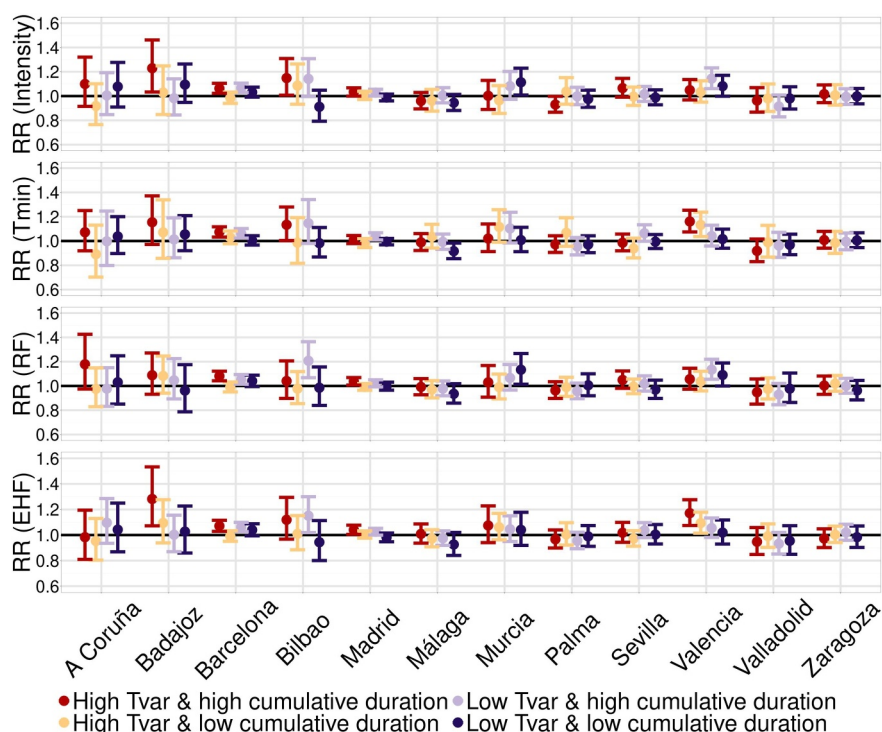 1.6
1.4
1.2
1.0
0.8
0.6
RR (Intensity)
1.6
1.4
1.2
1.0
0.8
0.6
RR (Tmin)
1.6
1.4
1.2
1.0
0.8
0.6
RR (RF)
1.6
1.4
1.2
1.0
0.8
0.6
RR (EHF)
A Coruña
Badajoz
Barcelona
Bilbao
Madrid
Málaga
Murcia
Palma
Sevilla
Valencia
Valladolid
Zaragoza
High Tvar & high cumulative duration Low Tvar & high cumulative duration
High Tvar & low cumulative duration Low Tvar & low cumulative duration